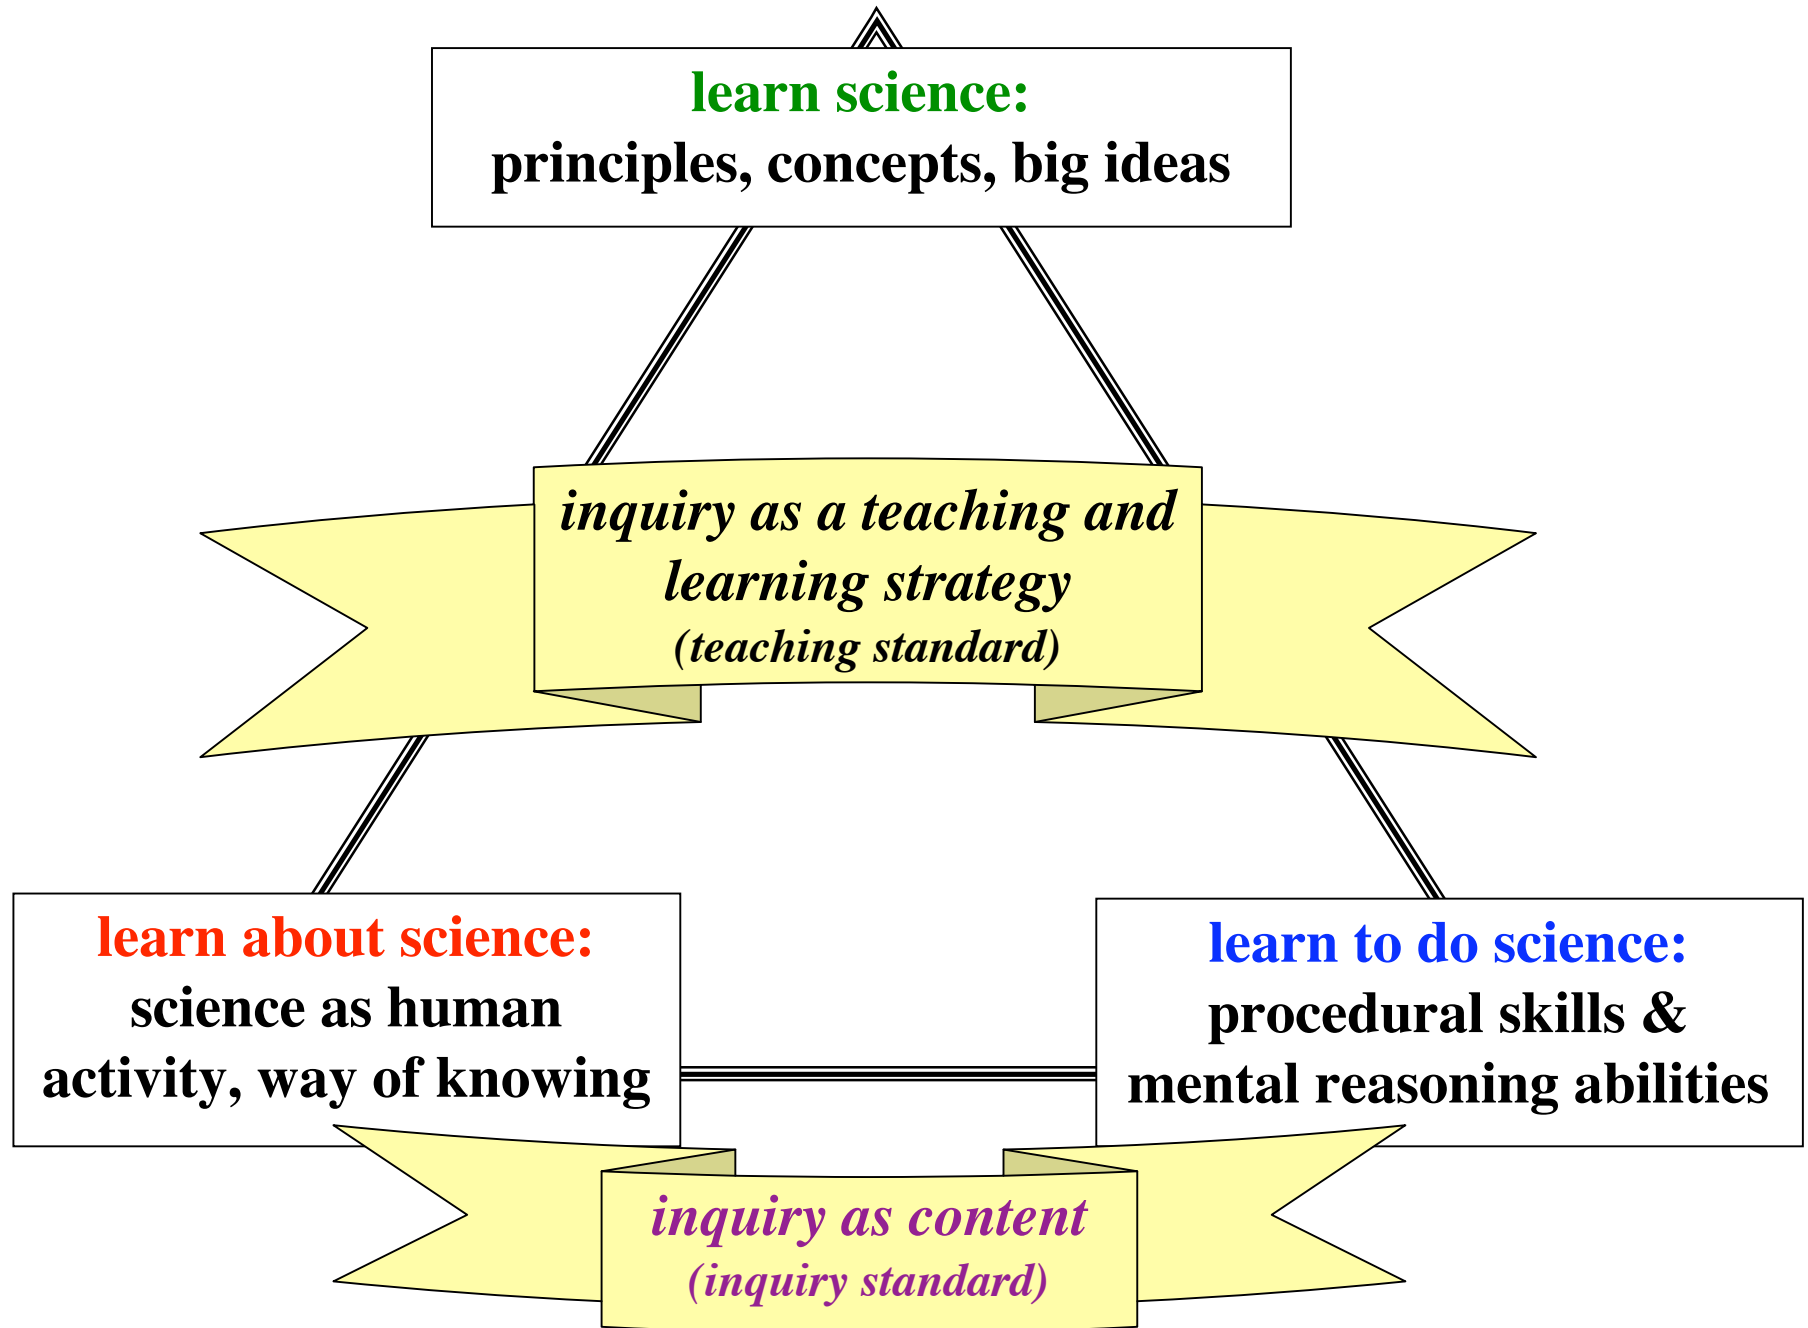 learn science:
principles, concepts, big ideas
inquiry as a teaching and
learning strategy
(teaching standard)
learn about science:
science as human
activity, way of knowing
learn to do science:
procedural skills &
mental reasoning abilities
inquiry as content
(inquiry standard)